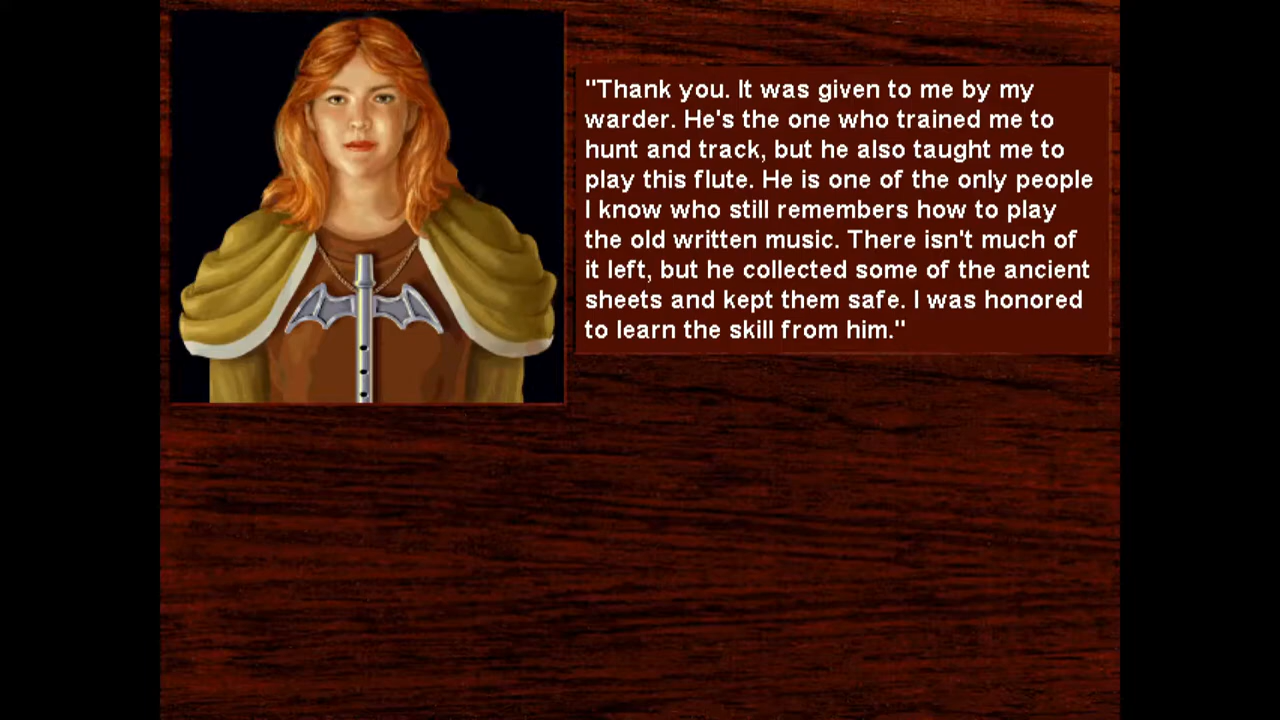 "Thank you. It was given to me by my
warder. He's the one who trained me to
hunt and track, but he also taught me to
play this flute. He is one of the only people
I know who still remembers how to play
the old written music. There isn't much of
it left, but he collected some of the ancient
sheets and kept them safe. I was honored
to learn the skill from him."